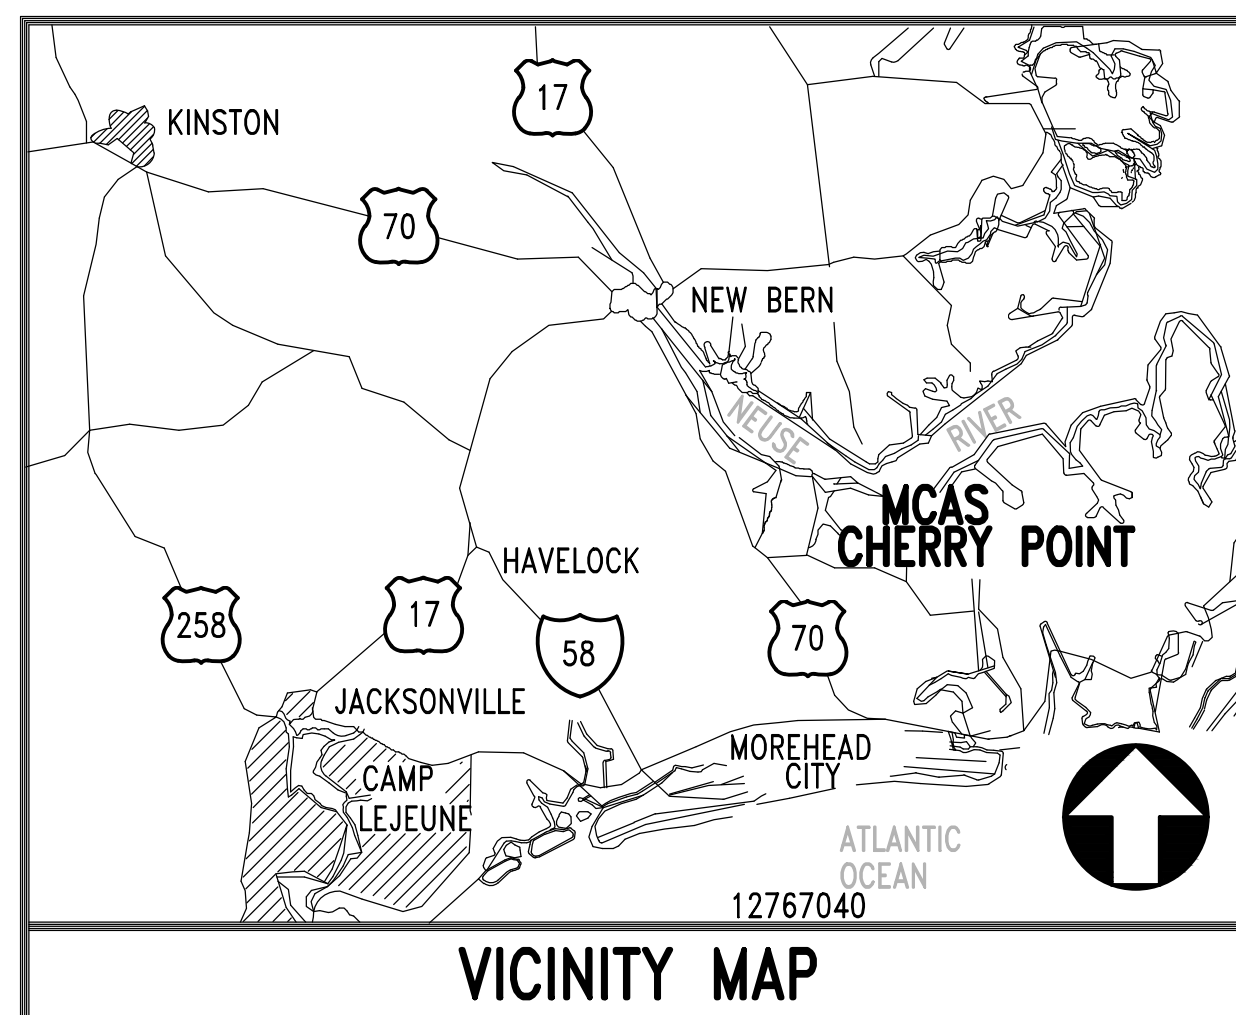 17
KINSTON
70
NEW BERN
NEUSE
RIVER
MCAS
CHERRY POINT
HAVELOCK
258
17
58
70
JACKSONVILLE
MOREHEAD
CITY
CAMP
LEJEUNE
ATLANTIC
OCEAN
12767040
VICINITY MAP